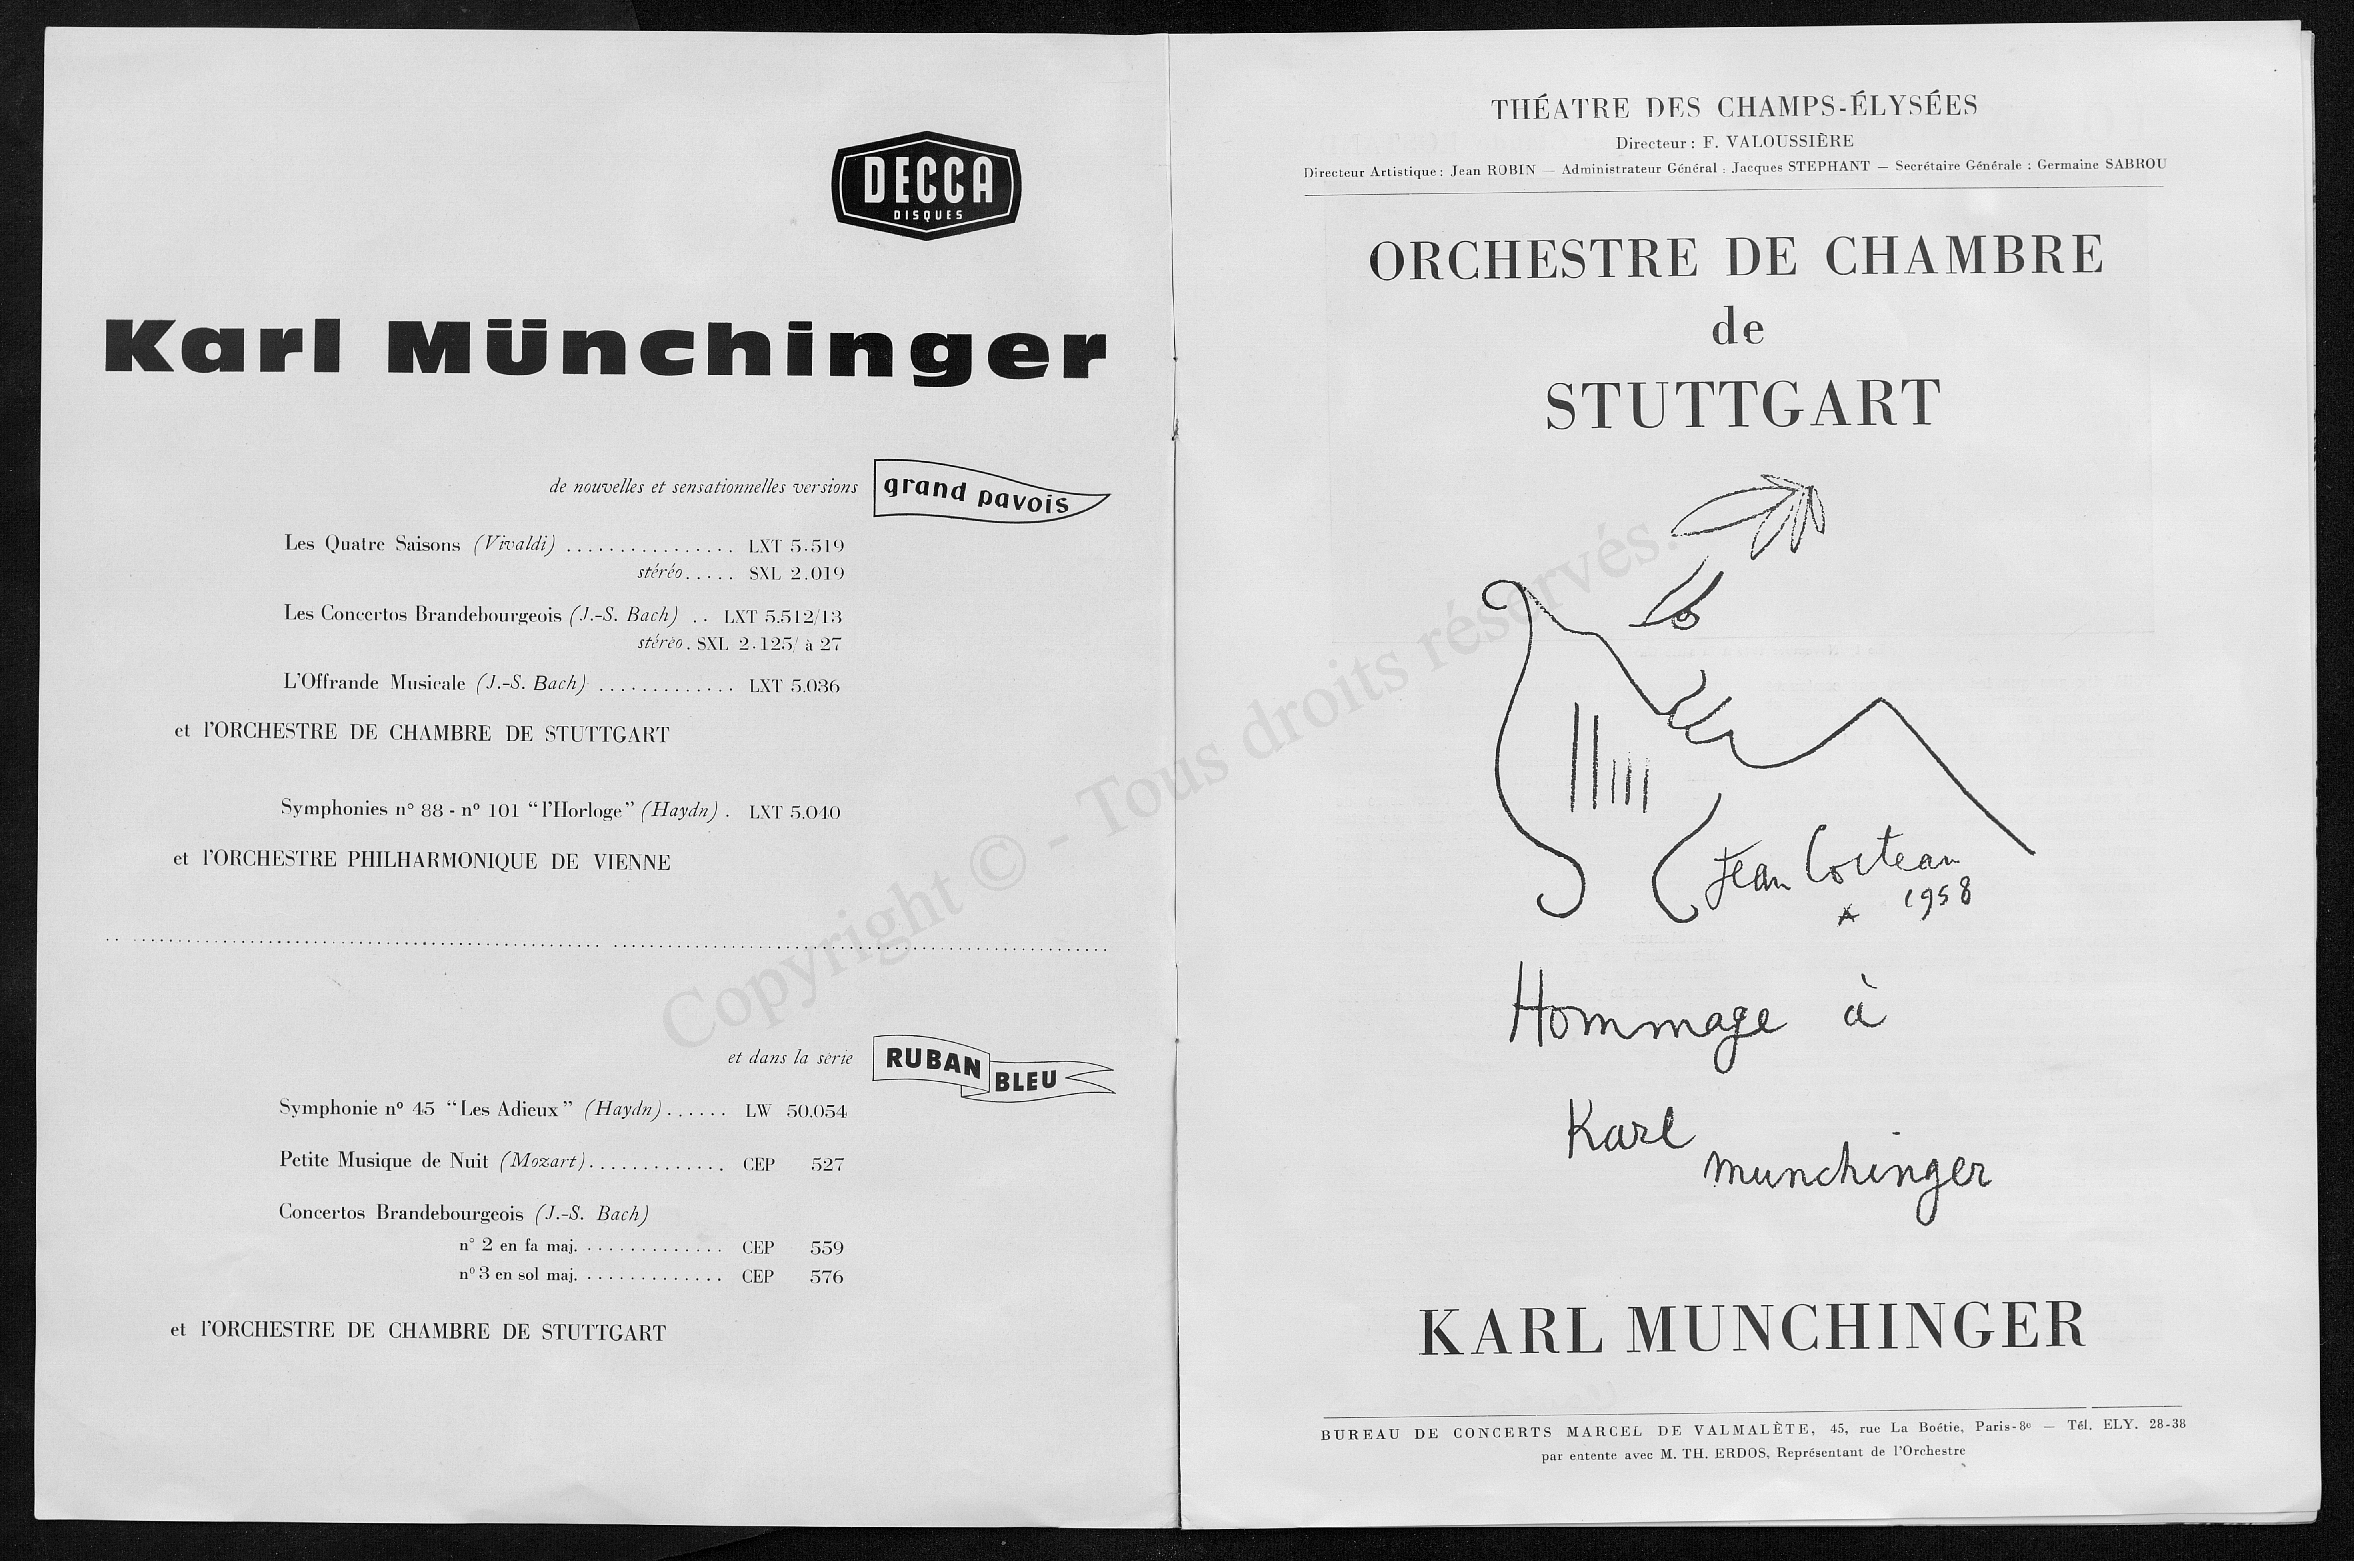 DECCA
DISQUES
Karl Münchinger
de nouvelles et sensationnelles versions grand pavois
Les Quatre Saisons (Vivaldi) ................ LXT 5.519
stéréo..... SXL 2.019
Les Concertos Brandebourgeois (J.-S. Bach) .. LXT 5.512/13
stéréo. SXL 2.125/ à 27
L'Offrande Musicale (J.-S. Bach) ............. LXT 5.036
et l'ORCHESTRE DE CHAMBRE DE STUTTGART
Symphonies n° 88 - n° 101 “l'Horloge” (Haydn) . LXT 5.040
et l'ORCHESTRE PHILHARMONIQUE DE VIENNE
et dans la série RUBAN BLEU
Symphonie n° 45 “Les Adieux” (Haydn)...... LW 50.054
Petite Musique de Nuit (Mozart)............. CEP 527
Concertos Brandebourgeois (J.-S. Bach)
n° 2 en fa maj. ............. CEP 559
n° 3 en sol maj. ............. CEP 576
et l'ORCHESTRE DE CHAMBRE DE STUTTGART
THÉATRE DES CHAMPS-ÉLYSÉES
Directeur : F. VALOUSSIÈRE
Directeur Artistique : Jean ROBIN — Administrateur Général : Jacques STEPHANT — Secrétaire Générale : Germaine SABROU
ORCHESTRE DE CHAMBRE
de
STUTTGART
Jean Cocteau
1958
Hommage à
Karl
munchinger
KARL MUNCHINGER
BUREAU DE CONCERTS MARCEL DE VALMALÈTE, 45, rue La Boétie, Paris-8e — Tél. ELY. 28-38
par entente avec M. TH. ERDOS, Représentant de l'Orchestre
Copyright © - Tous droits réservés.